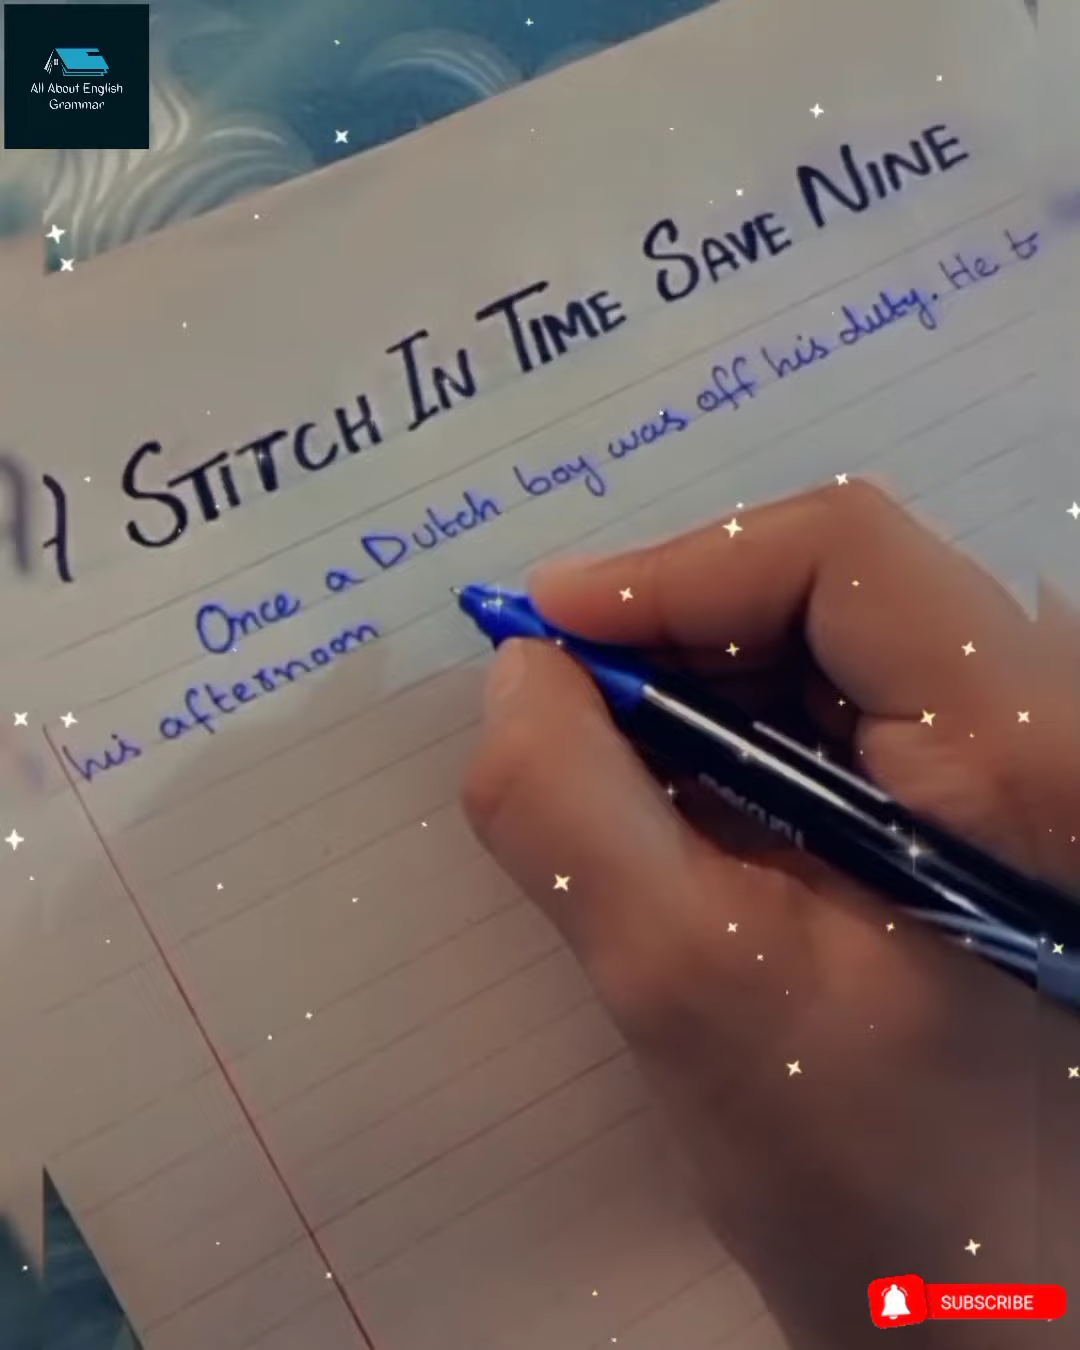 All About English
Grammar
A STITCH IN TIME SAVE NINE
Once a Dutch boy was off his duty. He
his afternoon
mercury
SUBSCRIBE